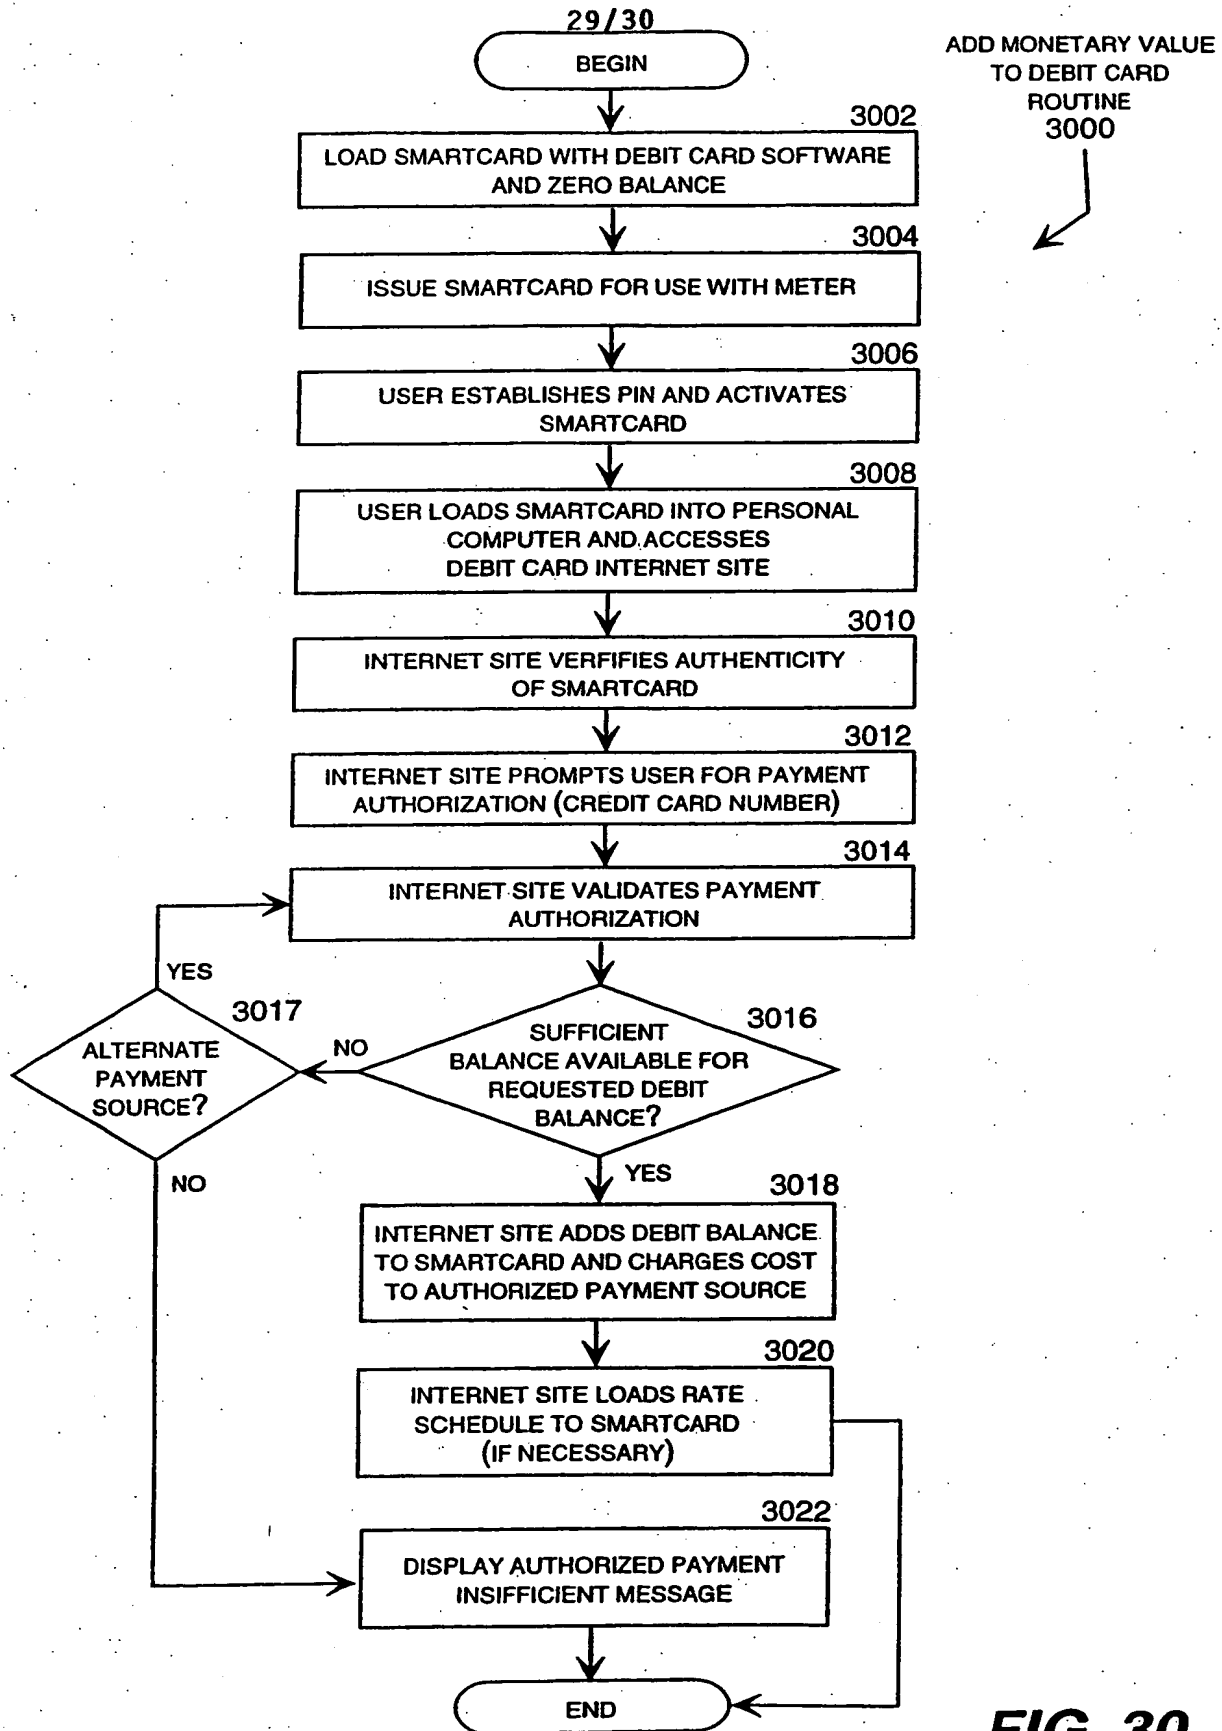 29/30
BEGIN
ADD MONETARY VALUE
TO DEBIT CARD
ROUTINE
3000
3002
LOAD SMARTCARD WITH DEBIT CARD SOFTWARE
AND ZERO BALANCE
3004
ISSUE SMARTCARD FOR USE WITH METER
3006
USER ESTABLISHES PIN AND ACTIVATES
SMARTCARD
3008
USER LOADS SMARTCARD INTO PERSONAL
COMPUTER AND ACCESSES
DEBIT CARD INTERNET SITE
3010
INTERNET SITE VERFIFIES AUTHENTICITY
OF SMARTCARD
3012
INTERNET SITE PROMPTS USER FOR PAYMENT
AUTHORIZATION (CREDIT CARD NUMBER)
3014
INTERNET SITE VALIDATES PAYMENT
AUTHORIZATION
YES
3017
ALTERNATE
PAYMENT
SOURCE?
NO
3016
SUFFICIENT
BALANCE AVAILABLE FOR
REQUESTED DEBIT
BALANCE?
NO
YES
3018
INTERNET SITE ADDS DEBIT BALANCE
TO SMARTCARD AND CHARGES COST
TO AUTHORIZED PAYMENT SOURCE
3020
INTERNET SITE LOADS RATE
SCHEDULE TO SMARTCARD
(IF NECESSARY)
3022
DISPLAY AUTHORIZED PAYMENT
INSIFFICIENT MESSAGE
END
FIG. 30